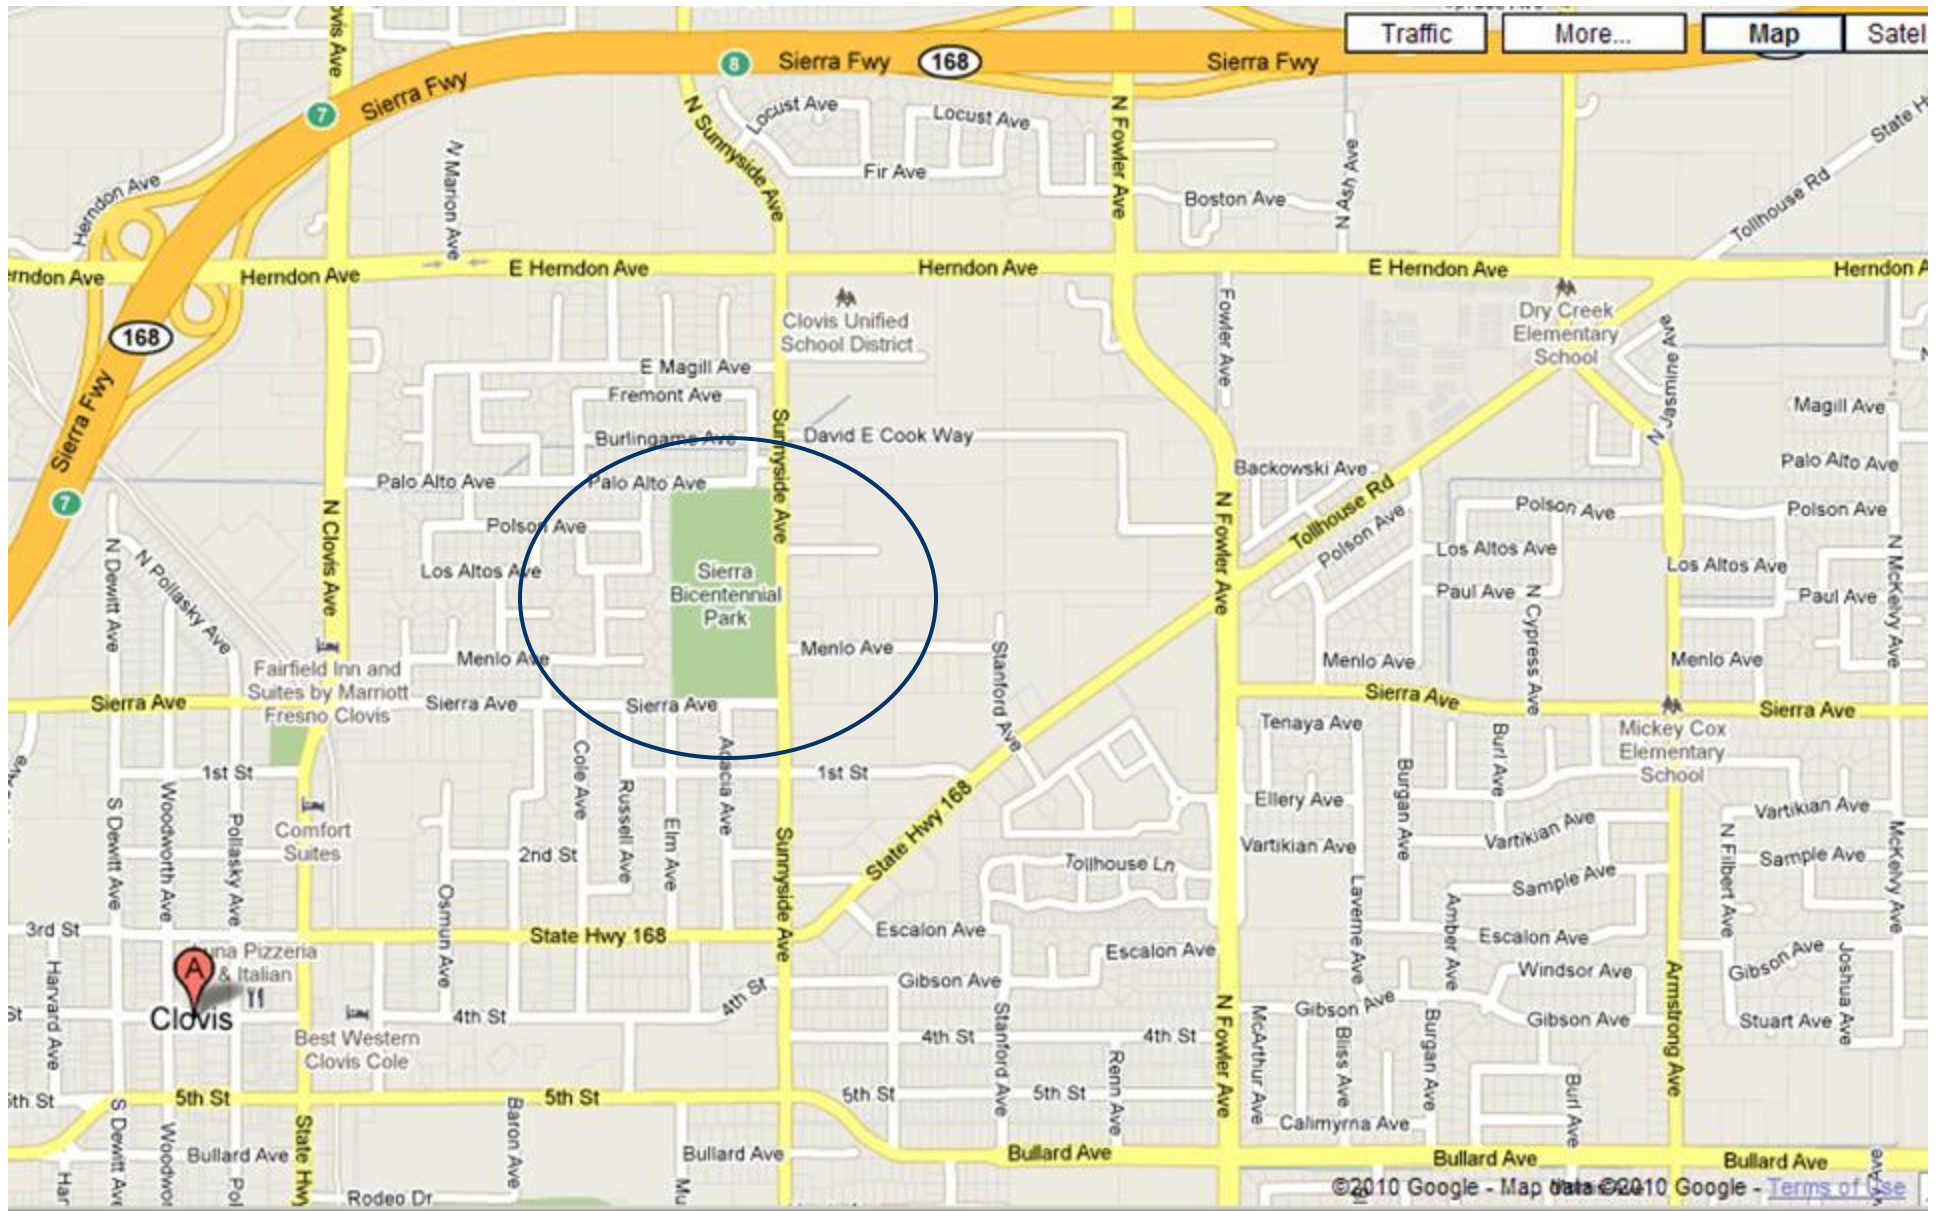 Traffic
More...
Map
Satel
Sierra Fwy
8
Sierra Fwy
168
Sierra Fwy
7
Locust Ave
Locust Ave
Fir Ave
N Sunnyside Ave
N Fowler Ave
N Ash Ave
Boston Ave
State H
Tollhouse Rd
N Marion Ave
Herndon Ave
Herndon Ave
E Herndon Ave
Herndon Ave
E Herndon Ave
Herndon A
168
Clovis Unified
School District
Dry Creek
Elementary
School
Fowler Ave
N Jasmine Ave
E Magill Ave
Fremont Ave
Burlingame Ave
David E Cook Way
Magill Ave
Sierra Fwy
7
Palo Alto Ave
Palo Alto Ave
Sunnyside Ave
Backowski Ave
Palo Alto Ave
N Clovis Ave
Polson Ave
Tollhouse Rd
Polson Ave
Polson Ave
Polson Ave
N Fowler Ave
N Dewitt Ave
N Pollasky Ave
Los Altos Ave
Sierra
Bicentennial
Park
Los Altos Ave
Los Altos Ave
Paul Ave
Paul Ave
N Cypress Ave
N McKelvy Ave
Menlo Ave
Menlo Ave
Stanford Ave
Menlo Ave
Menlo Ave
Fairfield Inn and
Suites by Marriott
Fresno Clovis
Sierra Ave
Sierra Ave
Sierra Ave
Sierra Ave
Sierra Ave
Mickey Cox
Elementary
School
Tenaya Ave
Burl Ave
Burgan Ave
1st St
1st St
Cole Ave
Russell Ave
Elm Ave
Acacia Ave
State Hwy 168
Ellery Ave
Vartikian Ave
Vartikian Ave
Vartikian Ave
Comfort
Suites
S Dewitt Ave
Woodworth Ave
Pollasky Ave
2nd St
Sunnyside Ave
Tollhouse Ln
Sample Ave
Sample Ave
N Filbert Ave
McKelvy Ave
Osmun Ave
Laverne Ave
Amber Ave
3rd St
State Hwy 168
Escalon Ave
Escalon Ave
Escalon Ave
Pizzeria
& Italian
A
Clovis
Harvard Ave
Gibson Ave
Windsor Ave
Gibson Ave
Joshua Ave
Armstrong Ave
4th St
4th St
Gibson Ave
Gibson Ave
Stuart Ave
Best Western
Clovis Cole
4th St
4th St
Stanford Ave
Renn Ave
N Fowler Ave
McArthur Ave
Bliss Ave
Burgan Ave
5th St
5th St
5th St
5th St
Burl Ave
Calimyrna Ave
S Dewitt Ave
Bullard Ave
State Hwy
Baron Ave
Bullard Ave
Bullard Ave
Bullard Ave
Bullard Ave
Rodeo Dr
©2010 Google - Map data ©2010 Google - Terms of Use